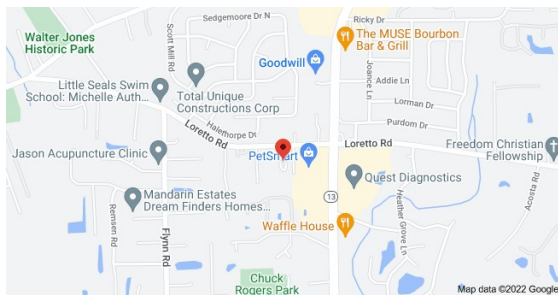 Sedgemoore Dr N
Ricky Dr
Walter Jones
Historic Park
Scott Mill Rd
The MUSE Bourbon
Bar & Grill
Goodwill
Joance Ln
Addie Ln
Little Seals Swim
School: Michelle Auth...
Total Unique
Constructions Corp
Lorman Dr
Halethorpe Dr
Purdom Dr
Loretto Rd
Loretto Rd
Jason Acupuncture Clinic
PetSmart
Freedom Christian
Fellowship
Quest Diagnostics
Acosta Rd
Mandarin Estates
Dream Finders Homes...
13
Remsen Rd
Heather Grove Ln
Waffle House
Flynn Rd
Chuck
Rogers Park
Map data ©2022 Google